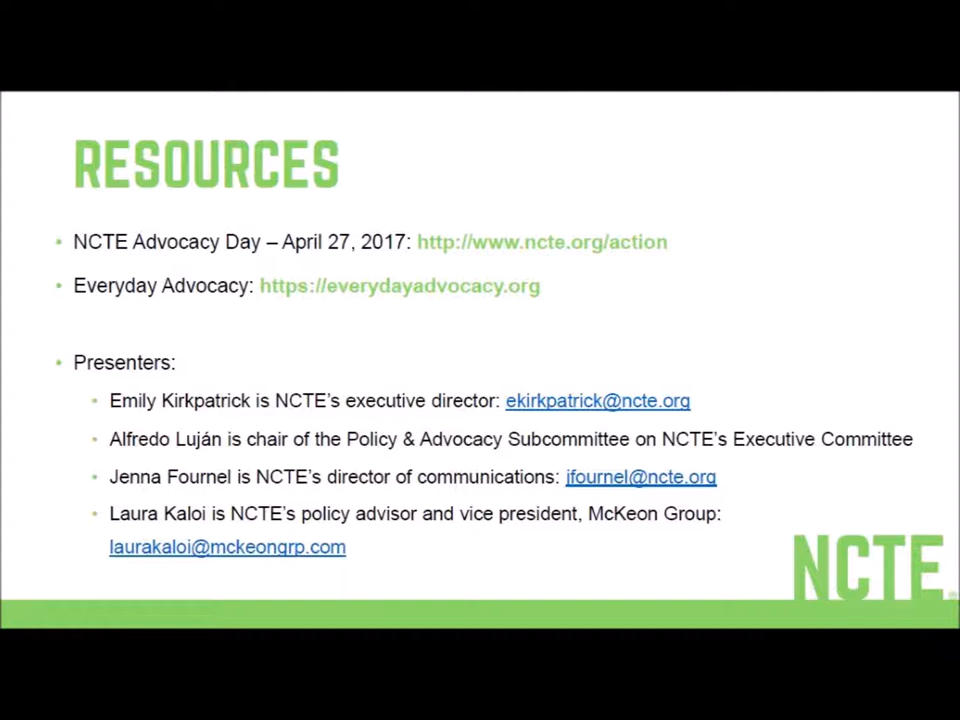 RESOURCES
• NCTE Advocacy Day – April 27, 2017: http://www.ncte.org/action
• Everyday Advocacy: https://everydayadvocacy.org
• Presenters:
• Emily Kirkpatrick is NCTE’s executive director: ekirkpatrick@ncte.org
• Alfredo Luján is chair of the Policy & Advocacy Subcommittee on NCTE’s Executive Committee
• Jenna Fournel is NCTE’s director of communications: jfournel@ncte.org
• Laura Kaloi is NCTE’s policy advisor and vice president, McKeon Group:
laurakaloi@mckeongrp.com
NCTE®